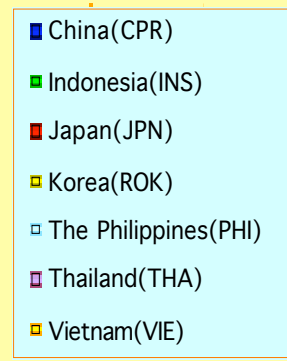 China(CPR)
Indonesia(INS)
Japan(JPN)
Korea(ROK)
The Philippines(PHI)
Thailand(THA)
Vietnam(VIE)